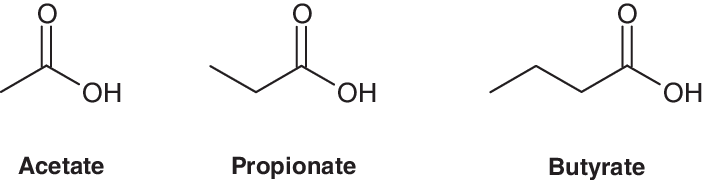 O O O
OH OH OH
Acetate Propionate Butyrate